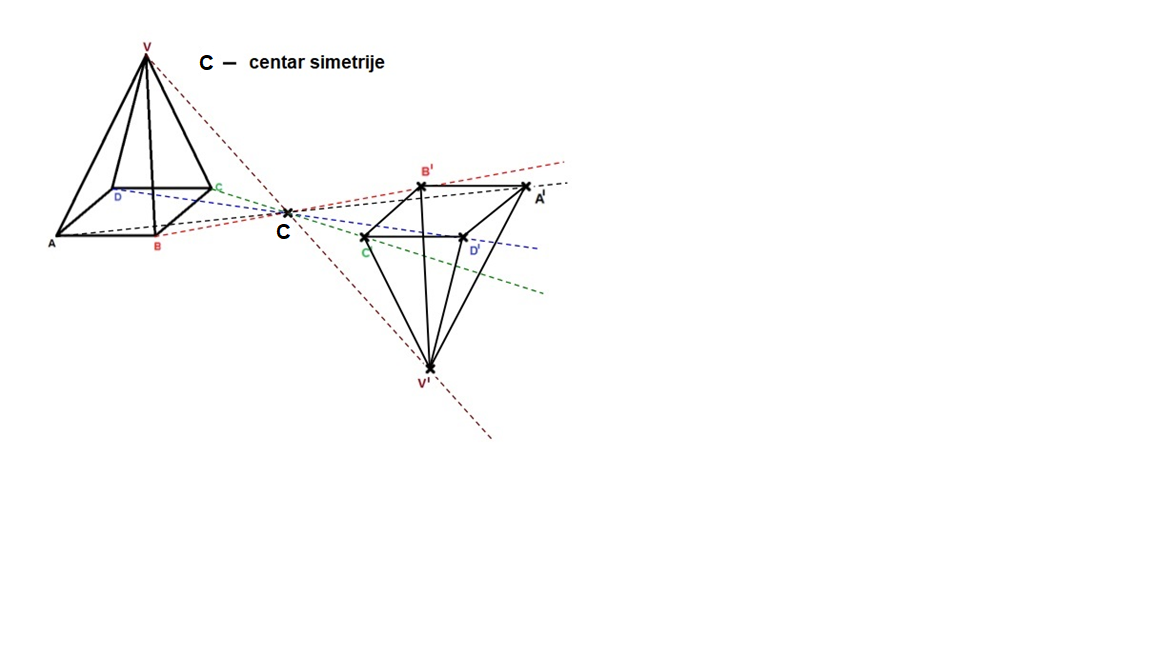 V
C – centar simetrije
B'
A'
D
C
A
B
C
C'
D'
V'